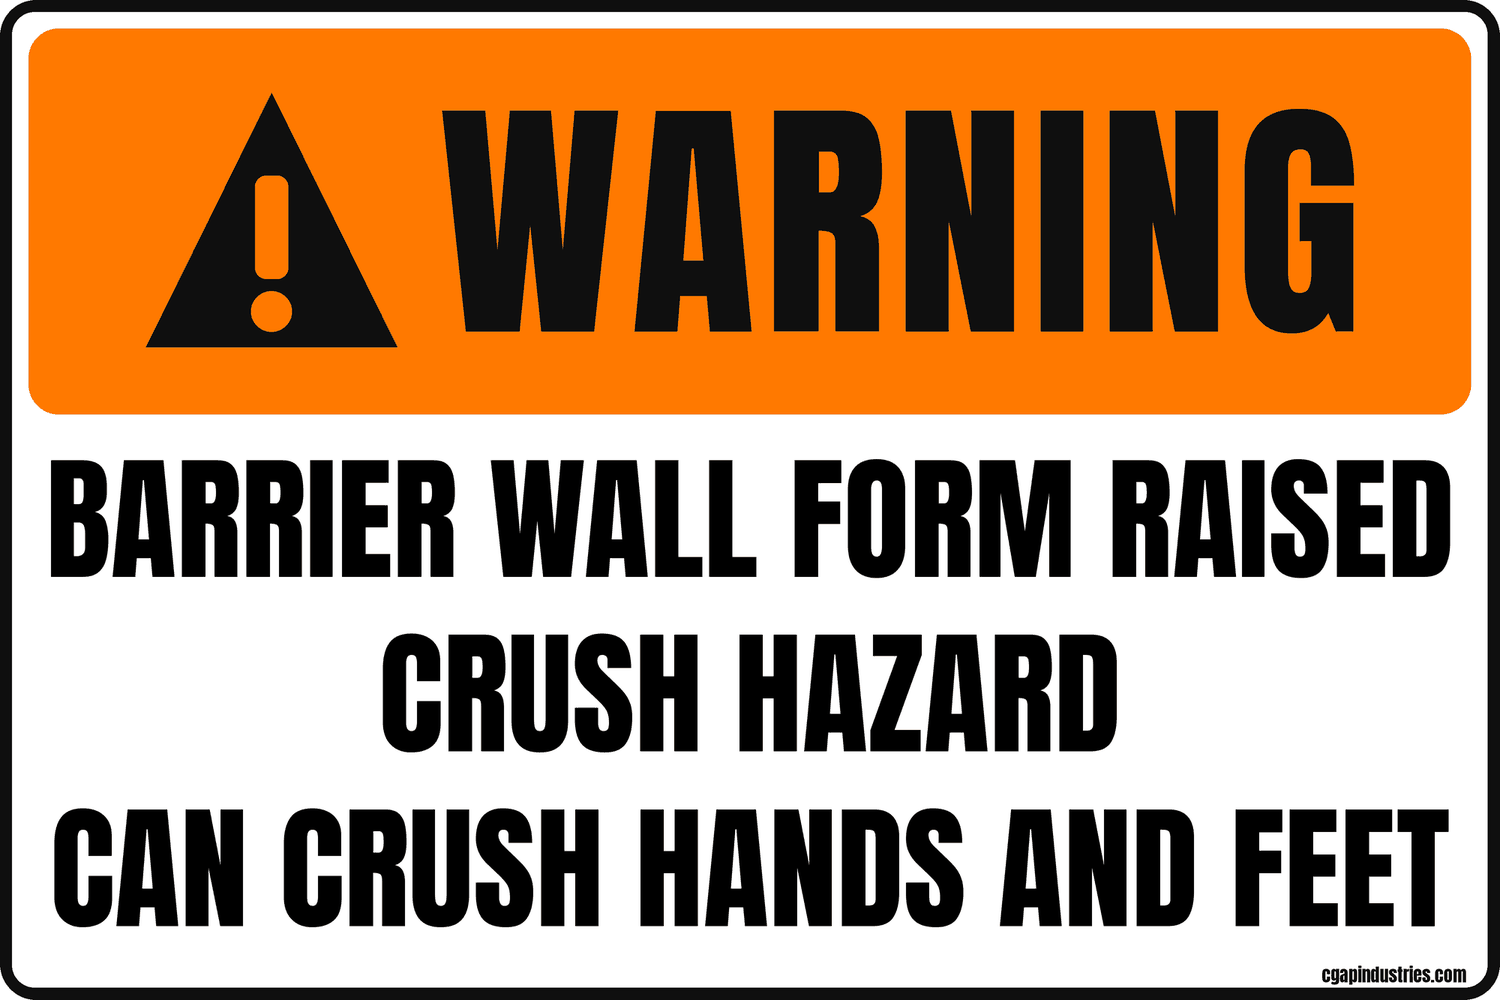 WARNING
BARRIER WALL FORM RAISED
CRUSH HAZARD
CAN CRUSH HANDS AND FEET
cgapindustries.com